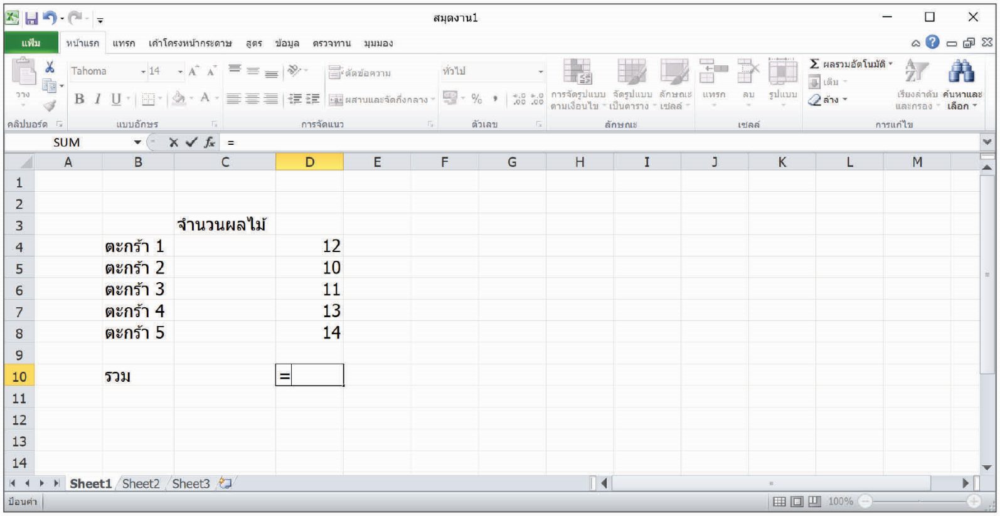 สมุดงาน1
แฟ้ม หน้าแรก แทรก เค้าโครงหน้ากระดาษ สูตร ข้อมูล ตรวจทาน มุมมอง
วาง
คลิปบอร์ด
Tahoma 14 A A
B I U A
แบบอักษร
ตัดข้อความ
ผสานและจัดกึ่งกลาง
การจัดแนว
ทั่วไป
% , .0 .00 .00 .0
ตัวเลข
การจัดรูปแบบ
ตามเงื่อนไข
จัดรูปแบบ
เป็นตาราง
ลักษณะ
เซลล์
ลักษณะ
แทรก ลบ รูปแบบ
เซลล์
Σ ผลรวมอัตโนมัติ
เติม
ล้าง
เรียงลำดับ
และกรอง
ค้นหาและ
เลือก
การแก้ไข
SUM fx =
A B C D E F G H I J K L M
1
2
3 จำนวนผลไม้
4 ตะกร้า 1 12
5 ตะกร้า 2 10
6 ตะกร้า 3 11
7 ตะกร้า 4 13
8 ตะกร้า 5 14
9
10 รวม =
11
12
13
14
Sheet1 Sheet2 Sheet3
ป้อนค่า 100%